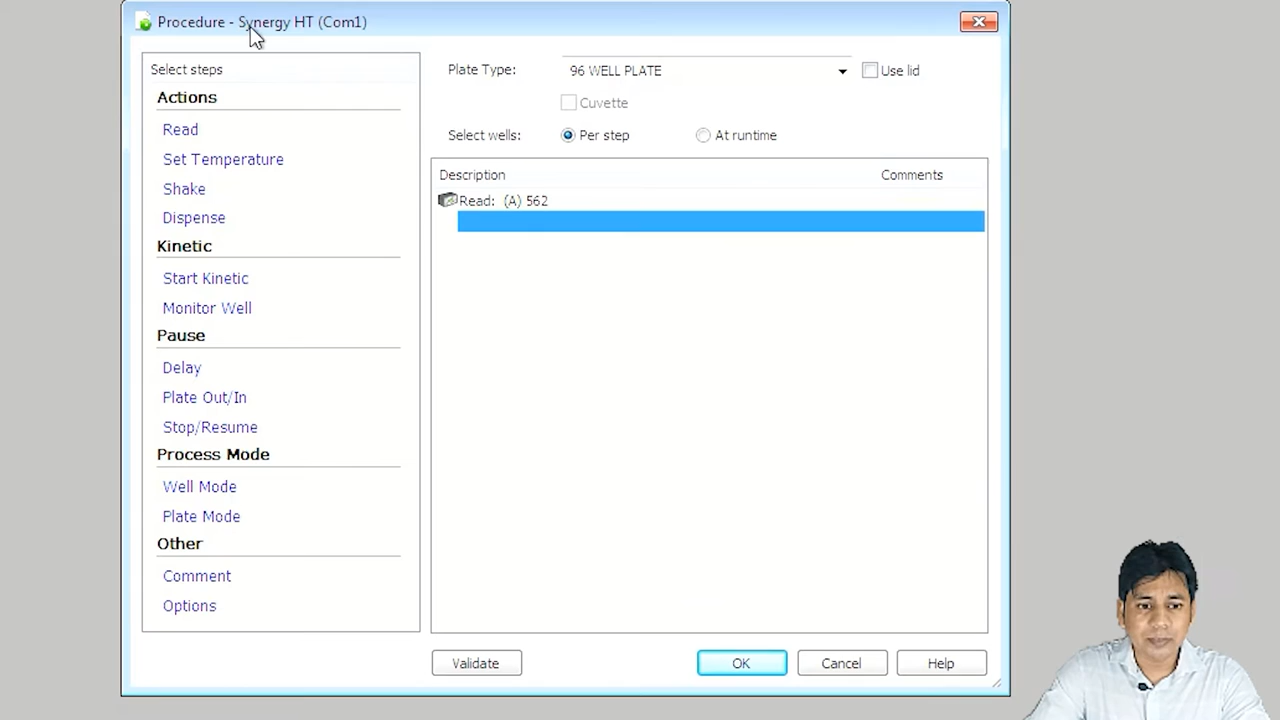 Procedure - Synergy HT (Com1)
Select steps
Actions
Read
Set Temperature
Shake
Dispense
Kinetic
Start Kinetic
Monitor Well
Pause
Delay
Plate Out/In
Stop/Resume
Process Mode
Well Mode
Plate Mode
Other
Comment
Options
Plate Type: 96 WELL PLATE Use lid
Cuvette
Select wells: Per step At runtime
Description Comments
Read: (A) 562
Validate OK Cancel Help